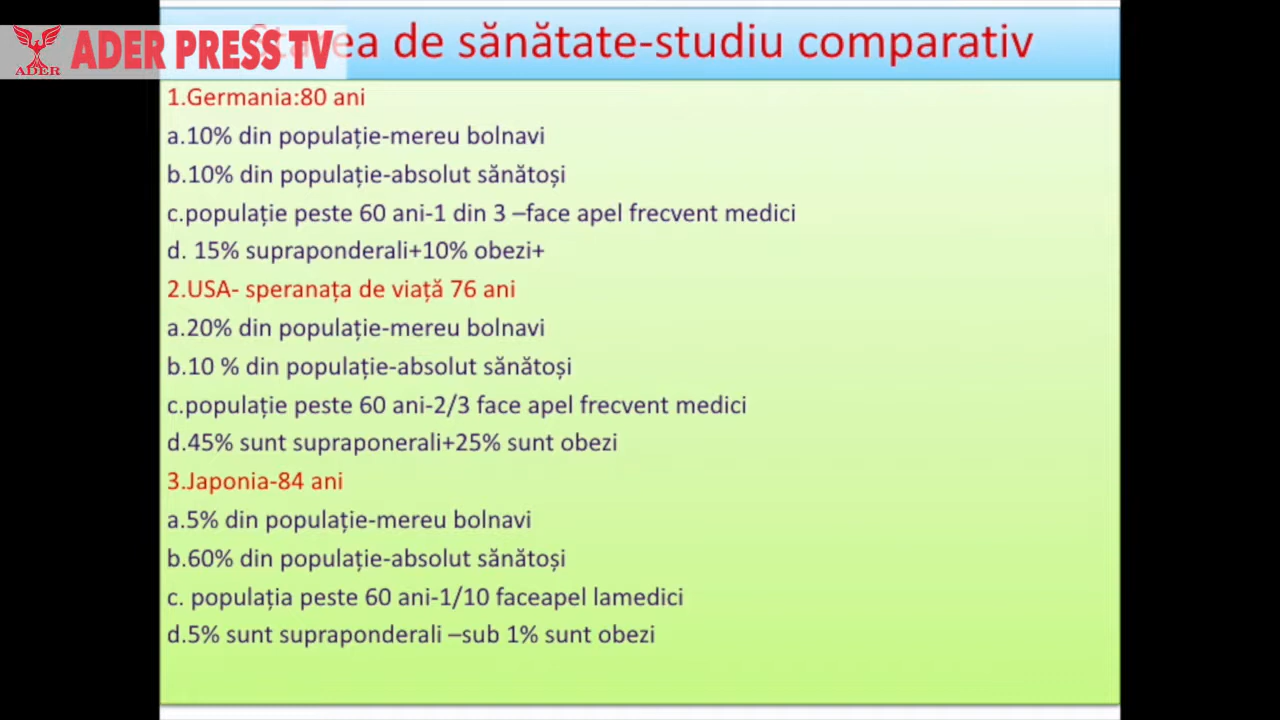 ADER
ADER PRESS TV
ea de sănătate-studiu comparativ
1.Germania:80 ani
a.10% din populație-mereu bolnavi
b.10% din populație-absolut sănătoși
c.populație peste 60 ani-1 din 3 –face apel frecvent medici
d. 15% supraponderali+10% obezi+
2.USA- speranața de viață 76 ani
a.20% din populație-mereu bolnavi
b.10 % din populație-absolut sănătoși
c.populație peste 60 ani-2/3 face apel frecvent medici
d.45% sunt supraponerali+25% sunt obezi
3.Japonia-84 ani
a.5% din populație-mereu bolnavi
b.60% din populație-absolut sănătoși
c. populația peste 60 ani-1/10 faceapel lamedici
d.5% sunt supraponderali –sub 1% sunt obezi